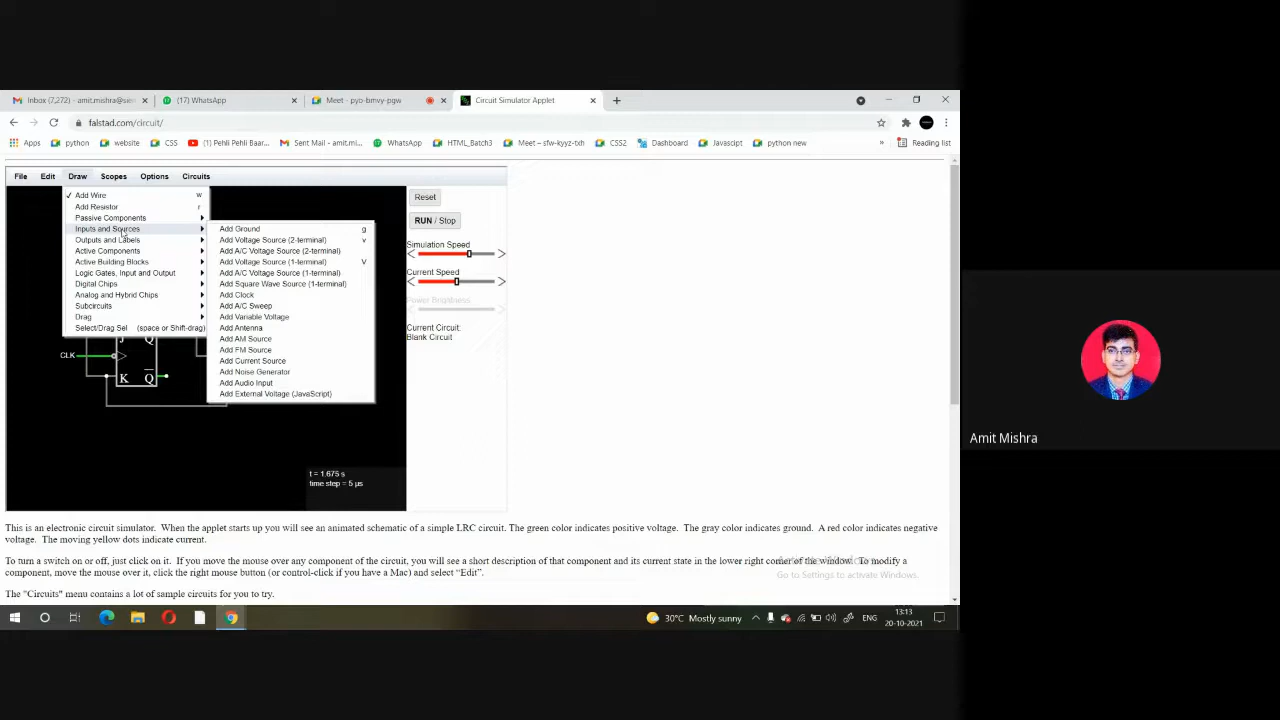 Inbox (7,272) – amit.mishra@sie
(17) WhatsApp
Meet – pyo-bmvy-pgw
Circuit Simulator Applet
falstad.com/circuit/
Apps
python
website
CSS
Pehli Pehli Baar...
Sent Mail - amit.mi...
WhatsApp
HTML_Batch3
Meet – sfw-kyyz-txh
CSS2
Dashboard
Javascipt
python new
»
Reading list
File
Edit
Draw
Scopes
Options
Circuits
✓ Add Wire w
Add Resistor r
Passive Components
Inputs and Sources
Outputs and Labels
Active Components
Active Building Blocks
Logic Gates, Input and Output
Digital Chips
Analog and Hybrid Chips
Subcircuits
Drag
Select/Drag Sel (space or Shift-drag)
Add Ground g
Add Voltage Source (2-terminal) v
Add A/C Voltage Source (2-terminal)
Add Voltage Source (1-terminal) V
Add A/C Voltage Source (1-terminal)
Add Square Wave Source (1-terminal)
Add Clock
Add A/C Sweep
Add Variable Voltage
Add Antenna
Add AM Source
Add FM Source
Add Current Source
Add Noise Generator
Add Audio Input
Add External Voltage (JavaScript)
J Q
CLK
K Q
t = 1.675 s
time step = 5 µs
Reset
RUN / Stop
Simulation Speed
Current Speed
Power Brightness
Current Circuit:
Blank Circuit
Amit Mishra
This is an electronic circuit simulator. When the applet starts up you will see an animated schematic of a simple LRC circuit. The green color indicates positive voltage. The gray color indicates ground. A red color indicates negative
voltage. The moving yellow dots indicate current.
To turn a switch on or off, just click on it. If you move the mouse over any component of the circuit, you will see a short description of that component and its current state in the lower right corner of the window. To modify a
component, move the mouse over it, click the right mouse button (or control-click if you have a Mac) and select “Edit”.
Go to Settings to activate Windows.
The "Circuits" menu contains a lot of sample circuits for you to try.
30°C Mostly sunny
ENG
13:13
20-10-2021